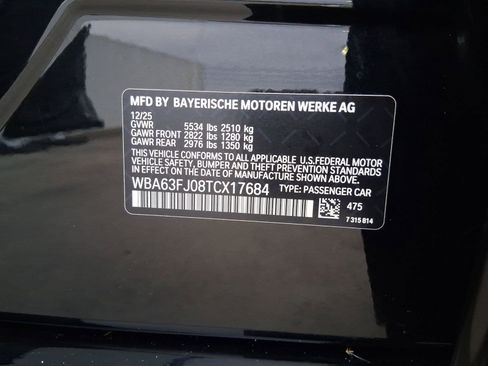 MFD BY BAYERISCHE MOTOREN WERKE AG
12/25
GVWR 5534 lbs 2510 kg
GAWR FRONT 2822 lbs 1280 kg
GAWR REAR 2976 lbs 1350 kg
THIS VEHICLE CONFORMS TO ALL APPLICABLE U.S.FEDERAL MOTOR
VEHICLE SAFETY, BUMPER, AND THEFT PREVENTION STANDARDS
IN EFFECT ON THE DATE OF MANUFACTURE SHOWN ABOVE.
WBA63FJ08TCX17684 TYPE: PASSENGER CAR
475
7 315 814